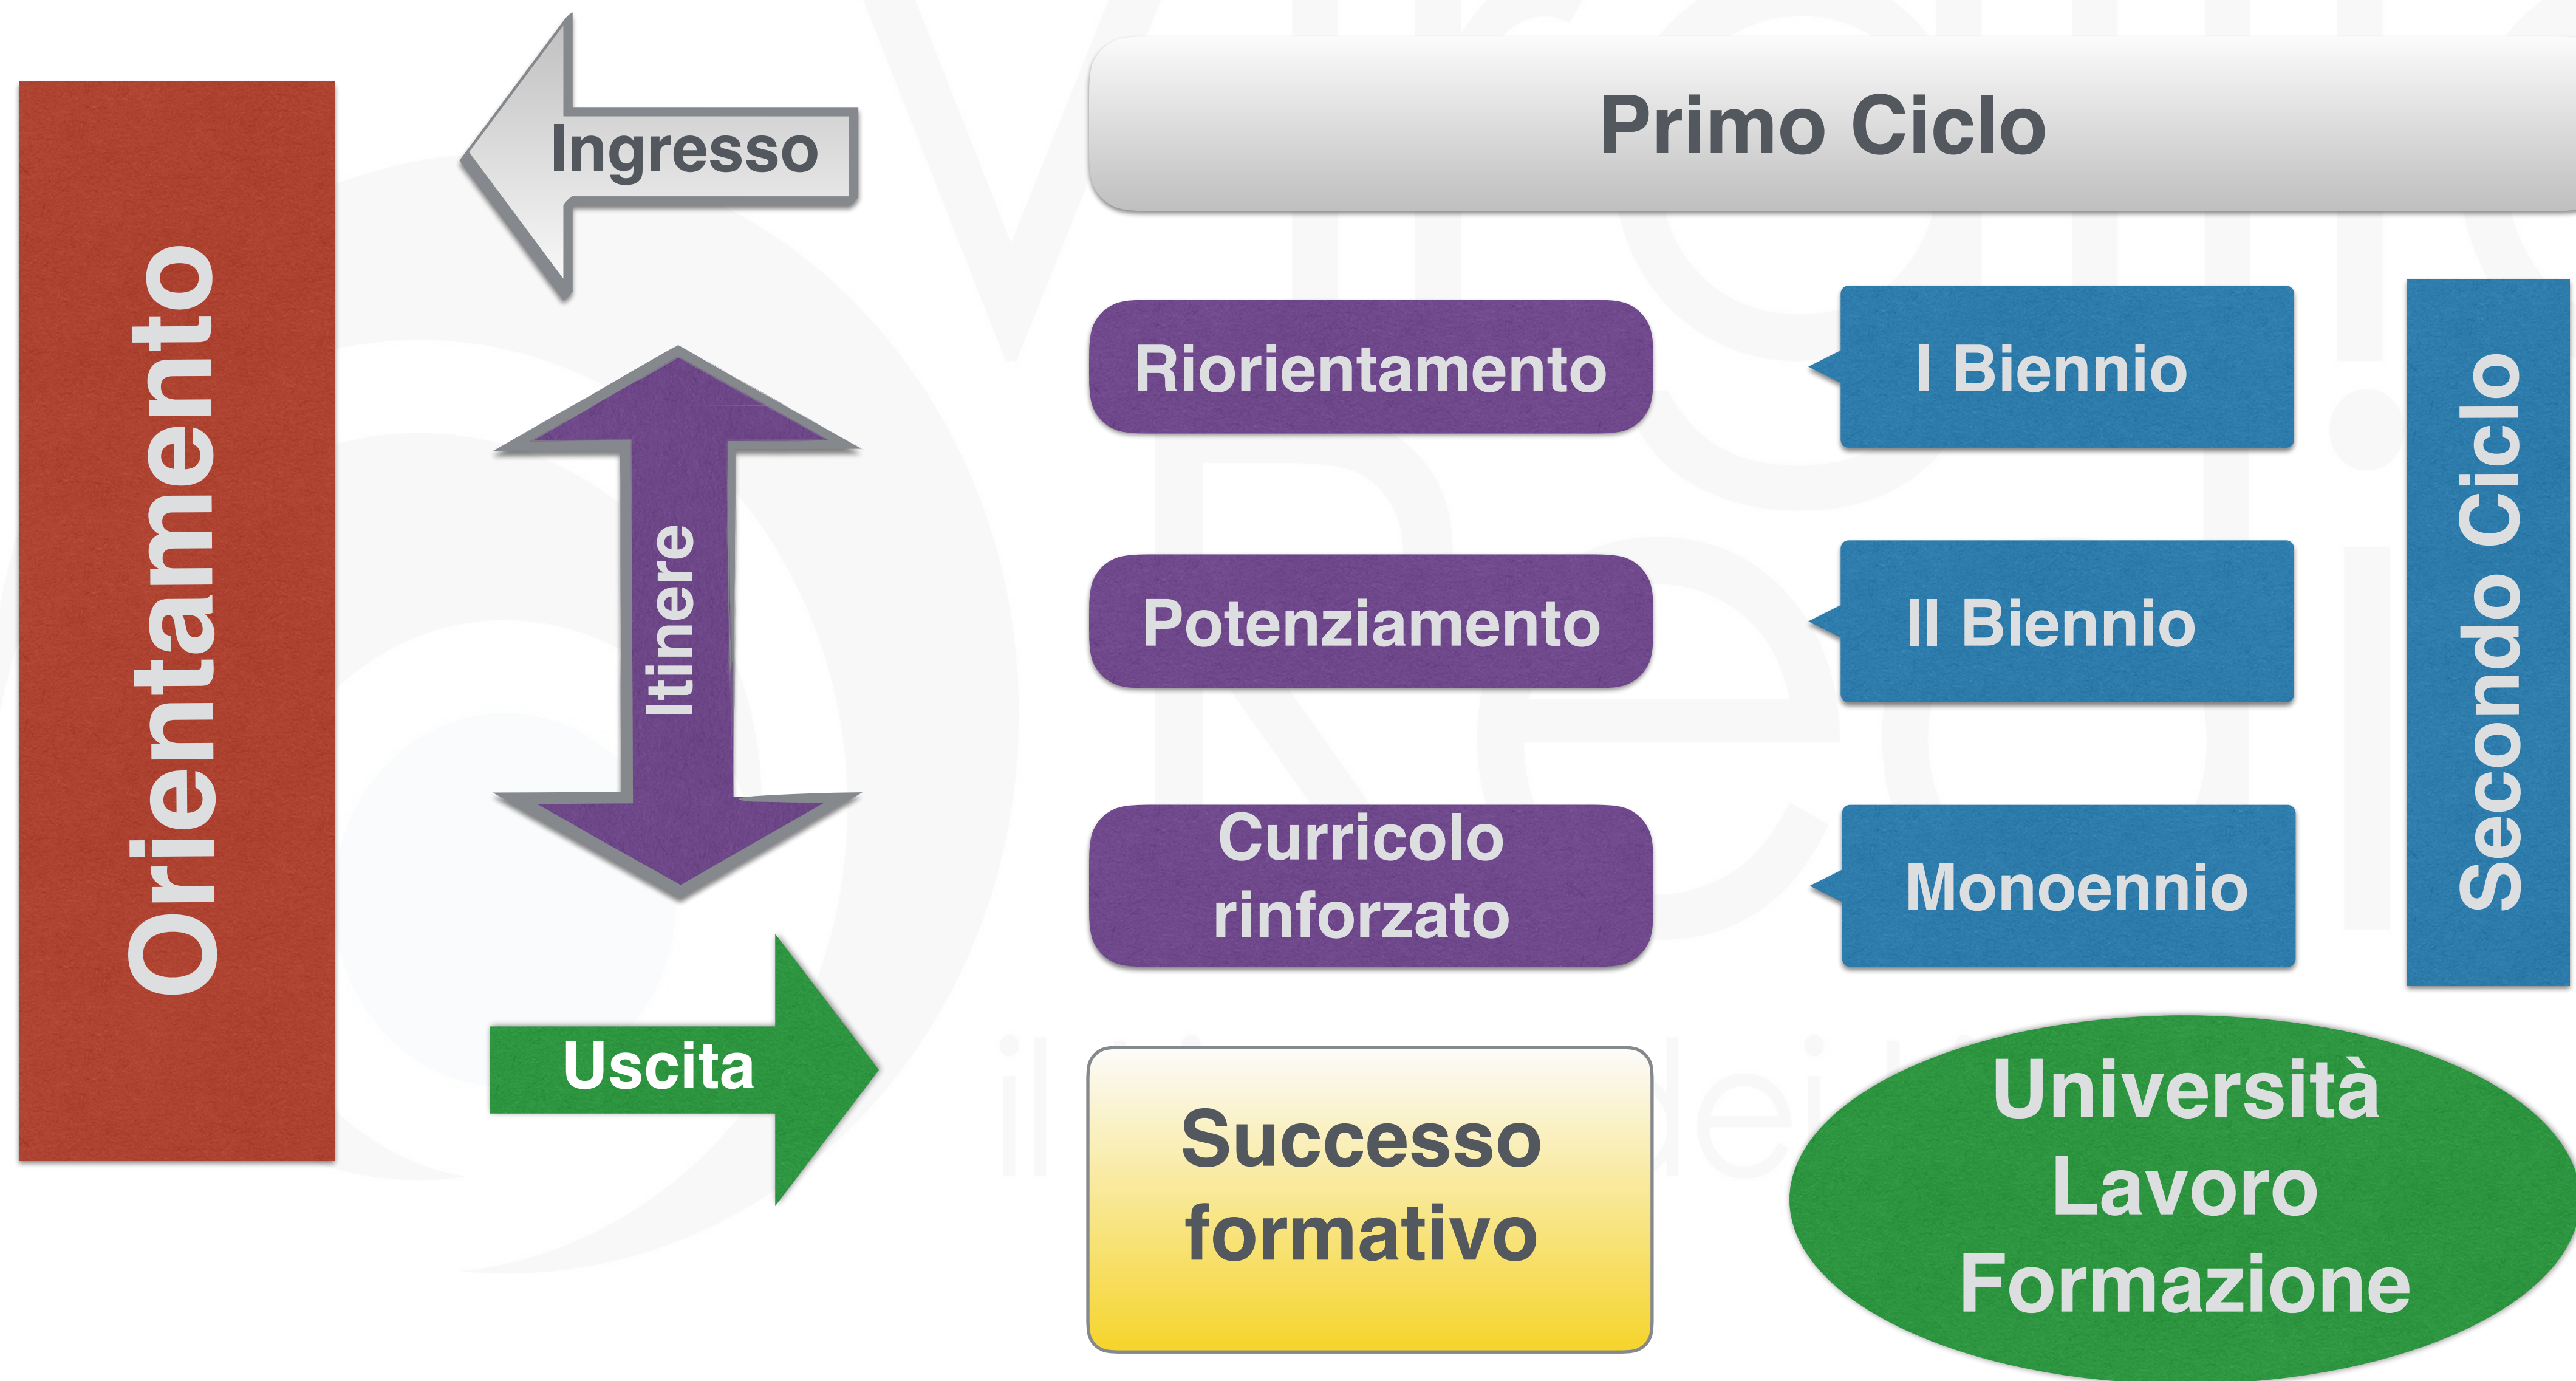 Orientamento
Ingresso
Primo Ciclo
Itinere
Riorientamento
I Biennio
Secondo Ciclo
Potenziamento
II Biennio
Curricolo
rinforzato
Monoennio
Uscita
Successo
formativo
Università
Lavoro
Formazione